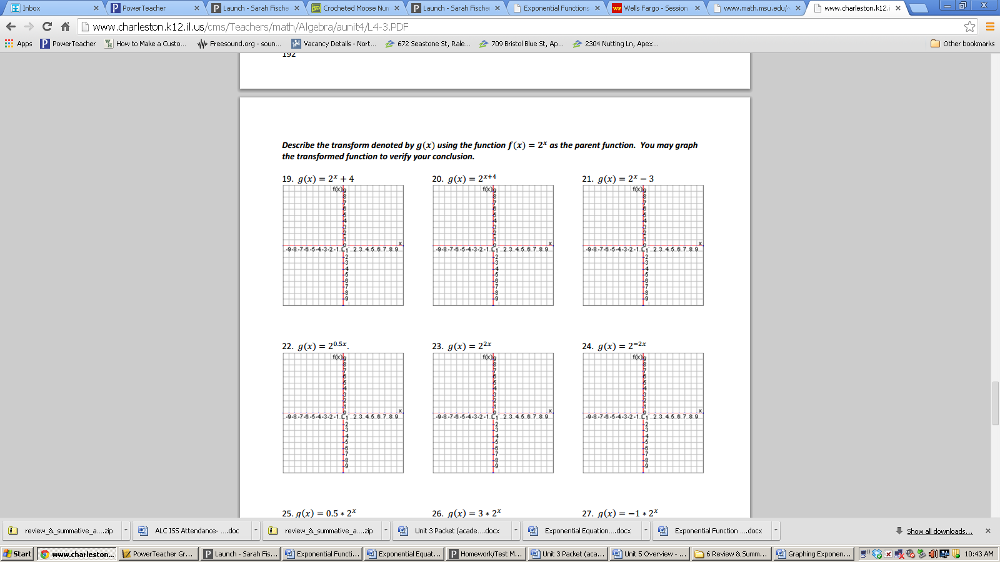 Inbox
PowerTeacher
Launch - Sarah Fische
Crocheted Moose Num
Launch - Sarah Fischer
Exponential Functions
Wells Fargo - Session
www.math.msu.edu/~
www.charleston.k12.i
www.charleston.k12.il.us/cms/Teachers/math/Algebra/aunit4/L4-3.PDF
Apps
PowerTeacher
How to Make a Custo...
Freesound.org - soun...
Vacancy Details - Nort...
672 Seastone St, Rale...
709 Bristol Blue St, Ap...
2304 Nutting Ln, Apex...
Other bookmarks
192
Describe the transform denoted by g(x) using the function f(x) = 2ˣ as the parent function. You may graph
the transformed function to verify your conclusion.
19. g(x) = 2ˣ + 4
20. g(x) = 2ˣ⁺⁴
21. g(x) = 2ˣ − 3
f(x) 9 8 7 6 5 4 3 2 1 0
x
-9-8-7-6-5-4-3-2-1 1 2 3 4 5 6 7 8 9
-2 -3 -4 -5 -6 -7 -8 -9
f(x) 9 8 7 6 5 4 3 2 1 0
x
-9-8-7-6-5-4-3-2-1 1 2 3 4 5 6 7 8 9
-2 -3 -4 -5 -6 -7 -8 -9
f(x) 9 8 7 6 5 4 3 2 1 0
x
-9-8-7-6-5-4-3-2-1 1 2 3 4 5 6 7 8 9
-2 -3 -4 -5 -6 -7 -8 -9
22. g(x) = 2^0.5x.
23. g(x) = 2²ˣ
24. g(x) = 2⁻²ˣ
f(x) 9 8 7 6 5 4 3 2 1 0
x
-9-8-7-6-5-4-3-2-1 1 2 3 4 5 6 7 8 9
-2 -3 -4 -5 -6 -7 -8 -9
f(x) 9 8 7 6 5 4 3 2 1 0
x
-9-8-7-6-5-4-3-2-1 1 2 3 4 5 6 7 8 9
-2 -3 -4 -5 -6 -7 -8 -9
f(x) 9 8 7 6 5 4 3 2 1 0
x
-9-8-7-6-5-4-3-2-1 1 2 3 4 5 6 7 8 9
-2 -3 -4 -5 -6 -7 -8 -9
25. g(x) = 0.5 ∗ 2ˣ
26. g(x) = 3 ∗ 2ˣ
27. g(x) = −1 ∗ 2ˣ
review_&_summative_a....zip
ALC ISS Attendance- ....doc
review_&_summative_a....zip
Unit 3 Packet (acade....docx
Exponential Equation....docx
Exponential Function ....docx
Show all downloads...
Start
www.charleston...
PowerTeacher Gr...
Launch - Sarah Fis...
Exponential Functi...
Exponential Equat...
Homework/Test M...
Unit 3 Packet (aca...
Unit 5 Overview - ...
6 Review & Summ...
Graphing Exponen...
10:43 AM